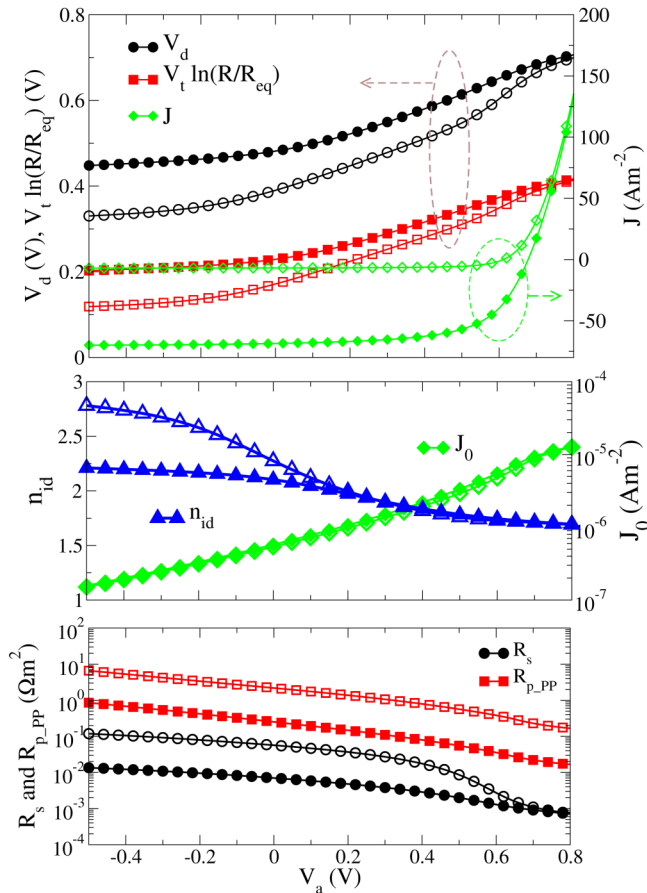 0.8
0.6
0.4
0.2
0
V_d (V), V_t ln(R/R_eq) (V)
V_d
V_t ln(R/R_eq)
J
200
150
100
50
0
-50
J (Am^-2)
3
2.5
2
1.5
1
n_id
J_0
n_id
10^-4
10^-5
10^-6
10^-7
J_0 (Am^-2)
10^2
10^1
10^0
10^-1
10^-2
10^-3
10^-4
R_s and R_p_PP (Ωm^2)
R_s
R_p_PP
-0.4 -0.2 0 0.2 0.4 0.6 0.8
V_a (V)